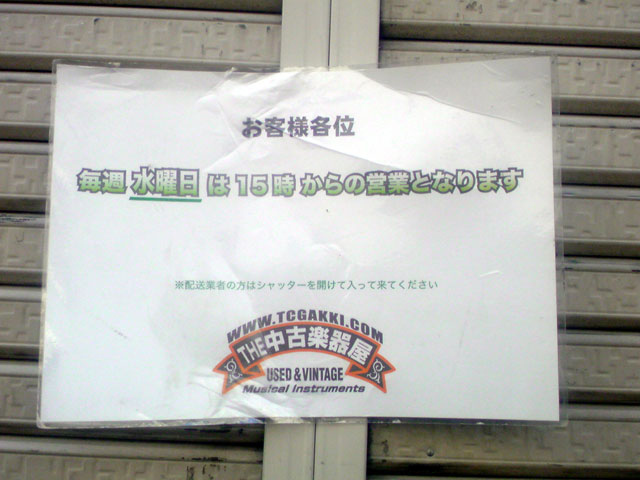 お客様各位
毎週 水曜日 は 15時 からの営業となります
※配送業者の方はシャッターを開けて入って来てください
WWW.TCGAKKI.COM
THE中古楽器屋
USED & VINTAGE
Musical Instruments